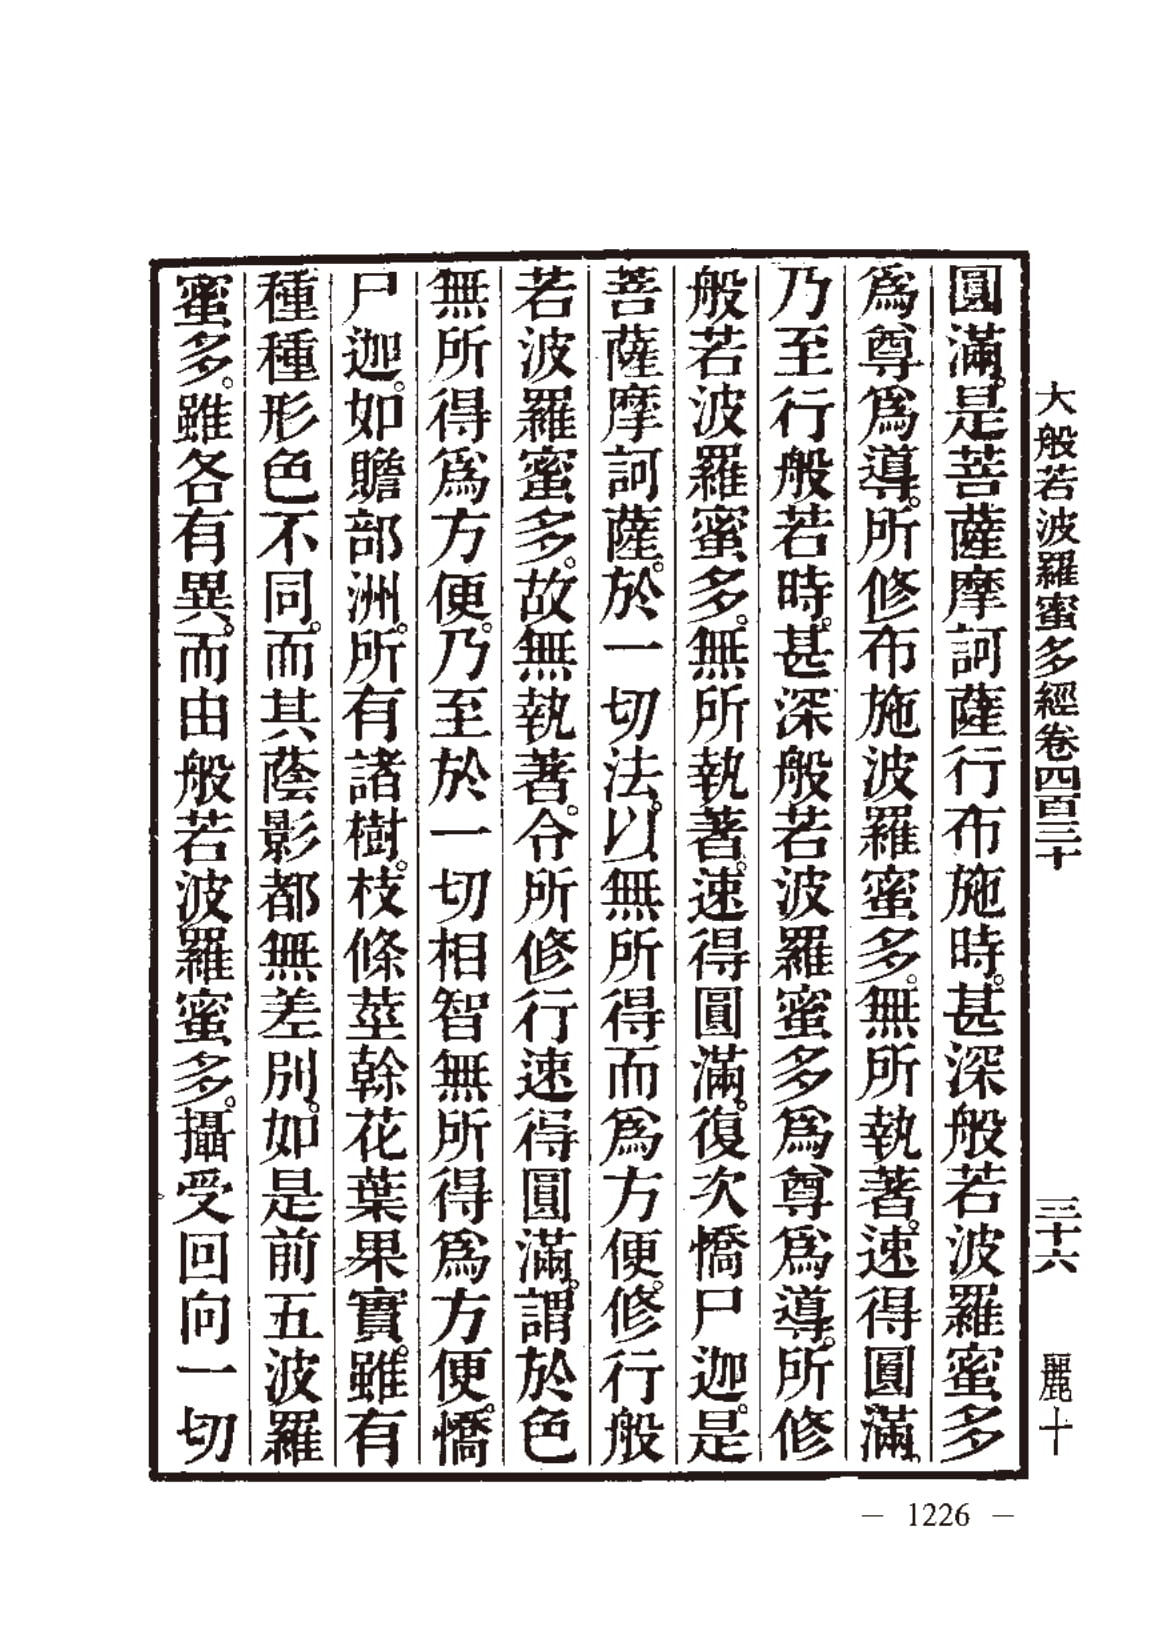 大般若波羅蜜多經卷四百三十　三十六　麗十
圓滿。是菩薩摩訶薩行布施時。甚深般若波羅蜜多
爲尊爲導。所修布施波羅蜜多。無所執著。速得圓滿。
乃至行般若時。甚深般若波羅蜜多爲尊爲導。所修
般若波羅蜜多。無所執著。速得圓滿。復次憍尸迦。是
菩薩摩訶薩。於一切法。以無所得而爲方便。修行般
若波羅蜜多。故無執著。令所修行速得圓滿。謂於色
無所得爲方便。乃至於一切相智無所得爲方便。憍
尸迦。如贍部洲。所有諸樹。枝條莖幹花葉果實。雖有
種種形色不同。而其蔭影都無差別。如是前五波羅
蜜多。雖各有異。而由般若波羅蜜多。攝受回向一切
— 1226 —